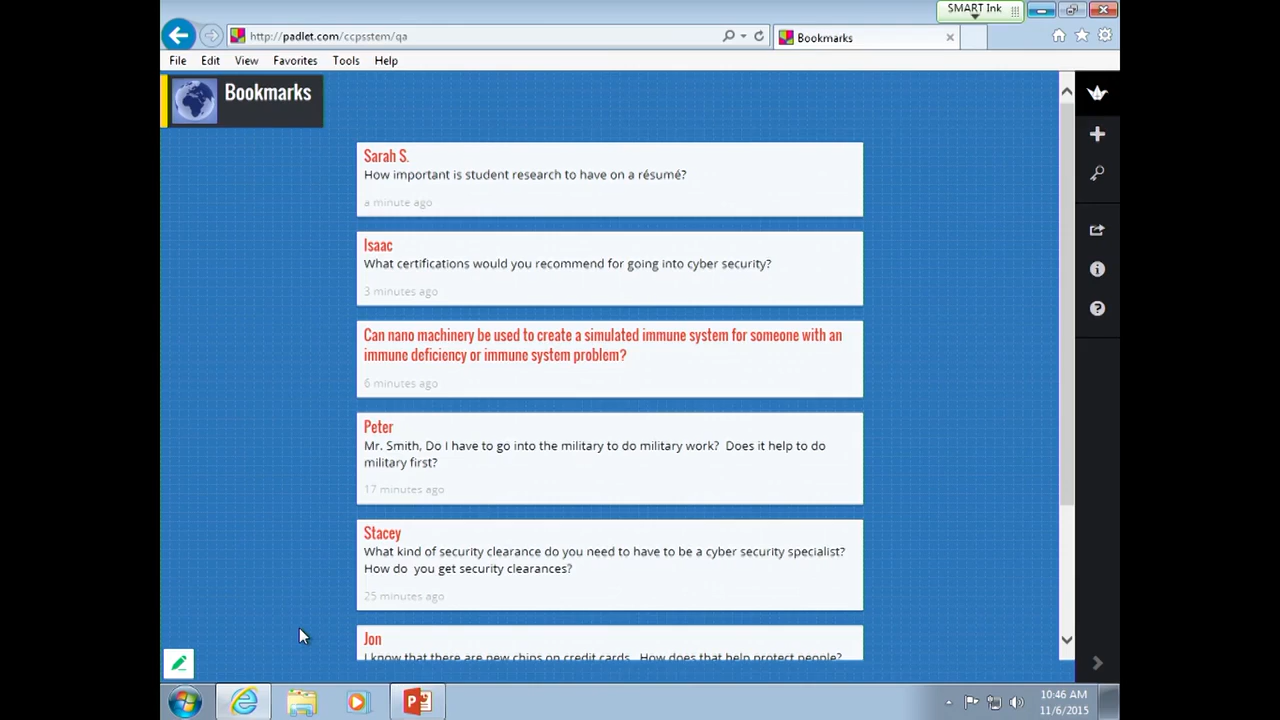 SMART Ink
http://padlet.com/ccpsstem/qa
Bookmarks
File Edit View Favorites Tools Help
Bookmarks
Sarah S.
How important is student research to have on a résumé?
a minute ago
Isaac
What certifications would you recommend for going into cyber security?
3 minutes ago
Can nano machinery be used to create a simulated immune system for someone with an
immune deficiency or immune system problem?
6 minutes ago
Peter
Mr. Smith, Do I have to go into the military to do military work?  Does it help to do
military first?
17 minutes ago
Stacey
What kind of security clearance do you need to have to be a cyber security specialist?
How do  you get security clearances?
25 minutes ago
Jon
I know that there are new chips on credit cards.  How does that help protect people?
10:46 AM
11/6/2015